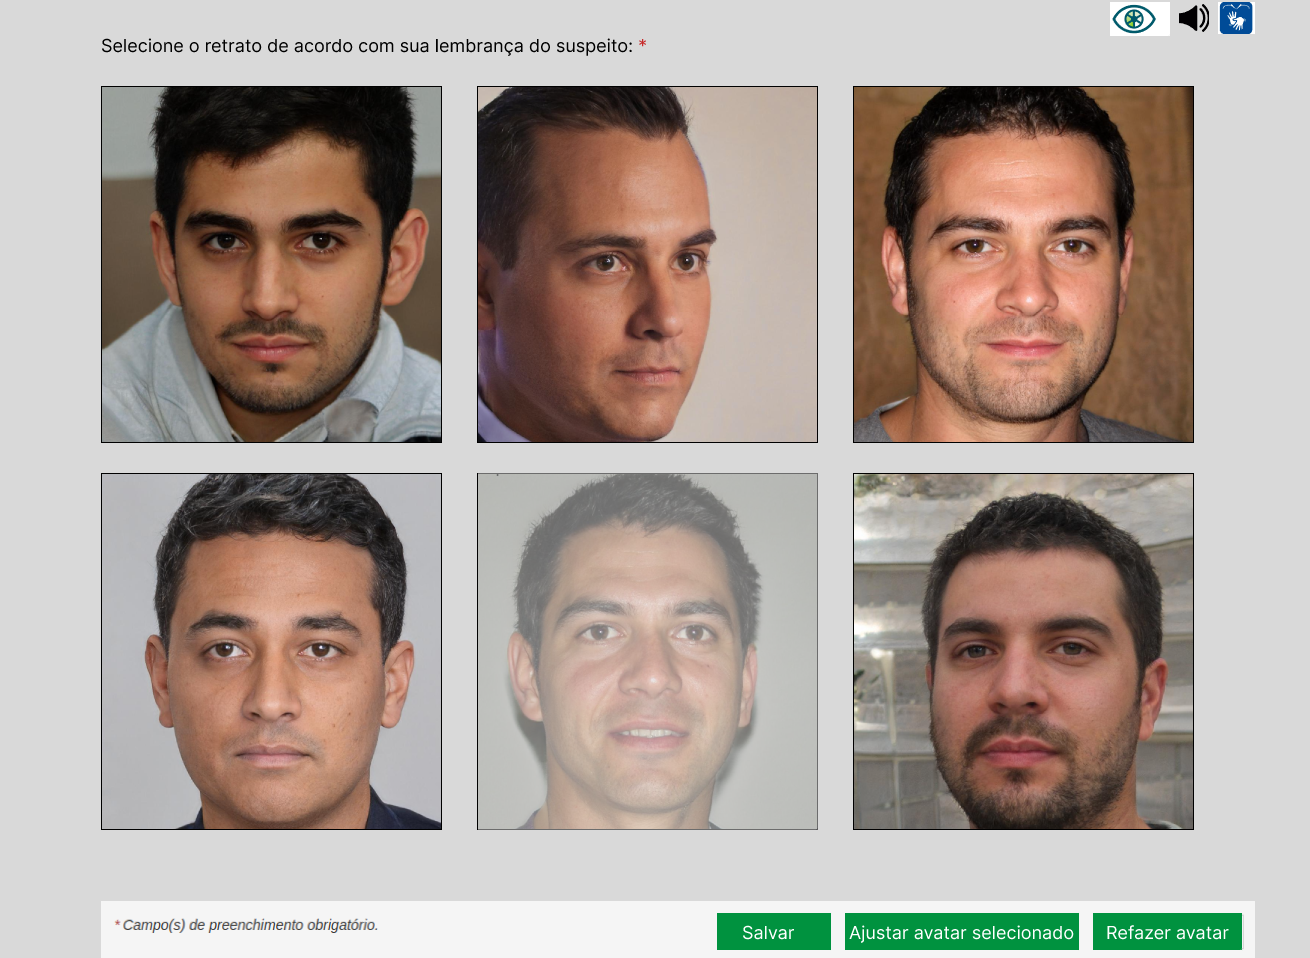 Selecione o retrato de acordo com sua lembrança do suspeito: *
* Campo(s) de preenchimento obrigatório.
Salvar
Ajustar avatar selecionado
Refazer avatar